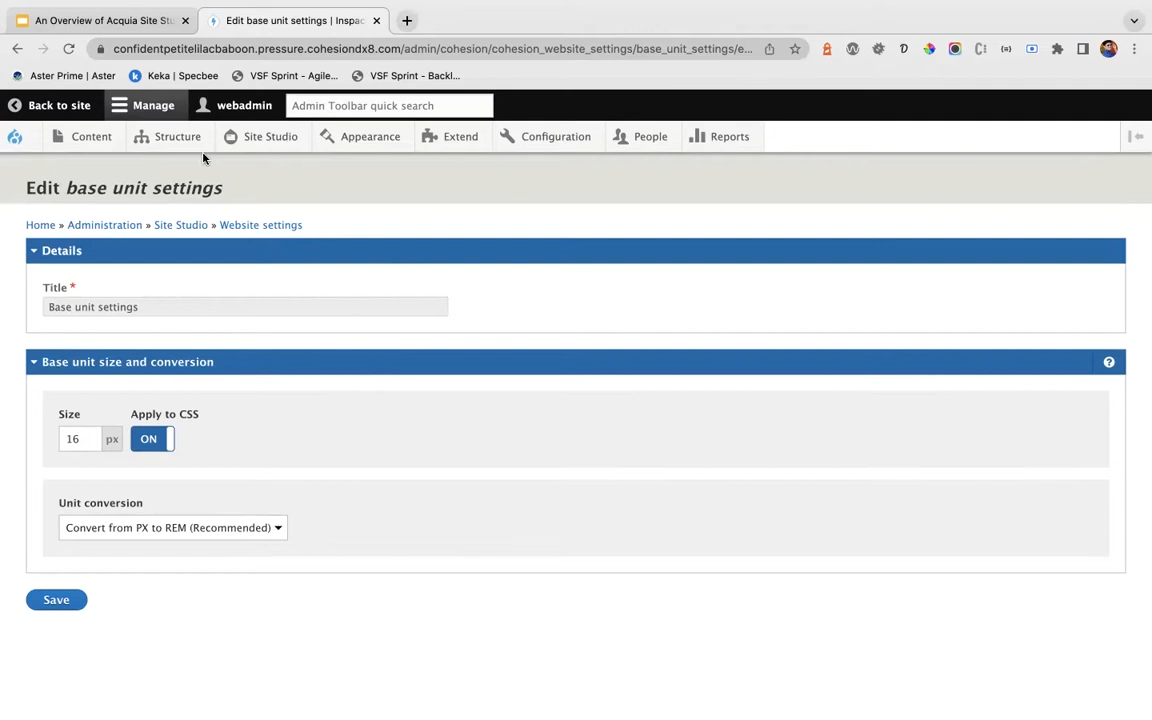 An Overview of Acquia Site Stu
Edit base unit settings | Inspac
confidentpetitelilacbaboon.pressure.cohesiondx8.com/admin/cohesion/cohesion_website_settings/base_unit_settings/e...
Aster Prime | Aster
Keka | Specbee
VSF Sprint - Agile...
VSF Sprint - Backl...
Back to site
Manage
webadmin
Admin Toolbar quick search
Content
Structure
Site Studio
Appearance
Extend
Configuration
People
Reports
Edit base unit settings
Home » Administration » Site Studio » Website settings
Details
Title *
Base unit settings
Base unit size and conversion
Size
Apply to CSS
16 px
ON
Unit conversion
Convert from PX to REM (Recommended)
Save